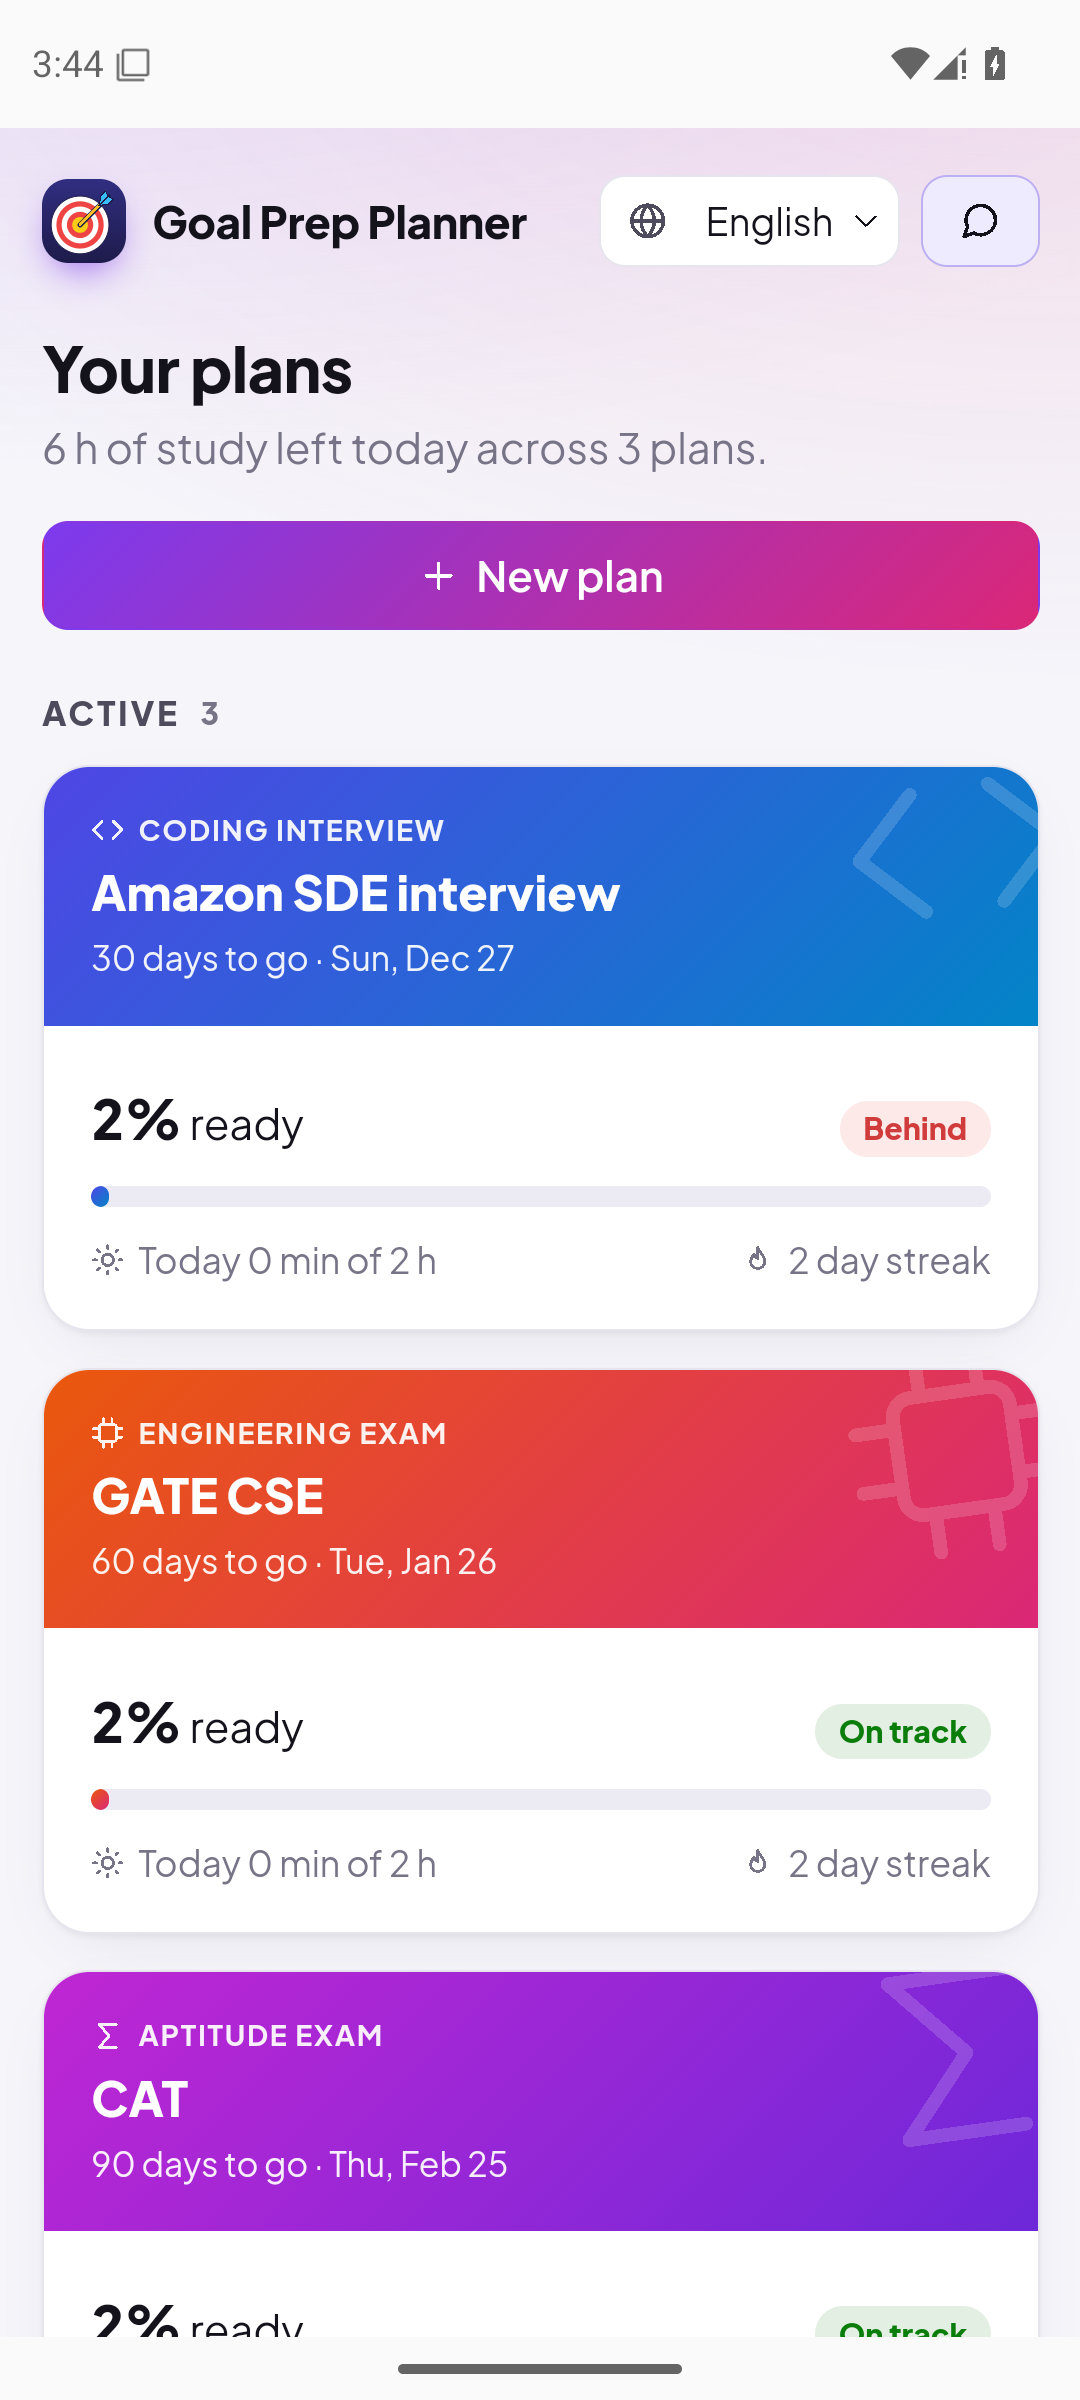 3:44
Goal Prep Planner
English
Your plans
6 h of study left today across 3 plans.
New plan
ACTIVE 3
CODING INTERVIEW
Amazon SDE interview
30 days to go · Sun, Dec 27
2% ready
Behind
Today 0 min of 2 h
2 day streak
ENGINEERING EXAM
GATE CSE
60 days to go · Tue, Jan 26
2% ready
On track
Today 0 min of 2 h
2 day streak
APTITUDE EXAM
CAT
90 days to go · Thu, Feb 25
2% ready
On track